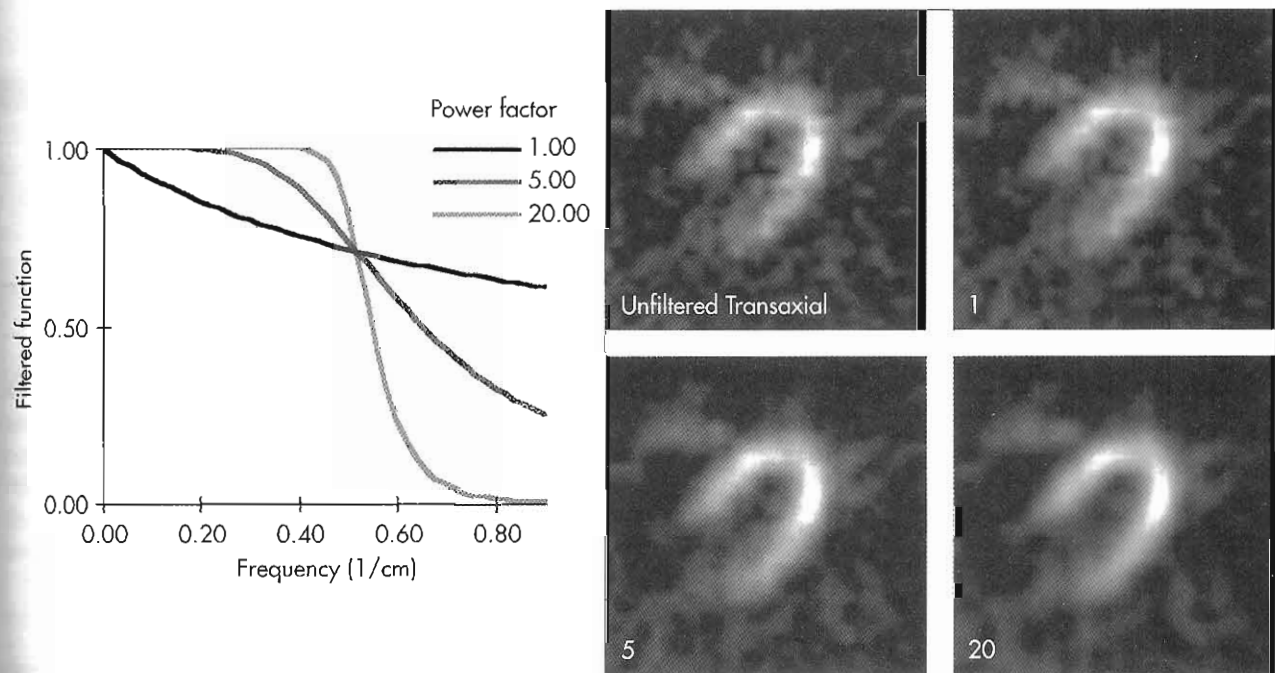 Power factor
1.00
5.00
20.00
1.00
0.50
0.00
Filtered function
0.00 0.20 0.40 0.60 0.80
Frequency (1/cm)
Unfiltered Transaxial
1
5
20